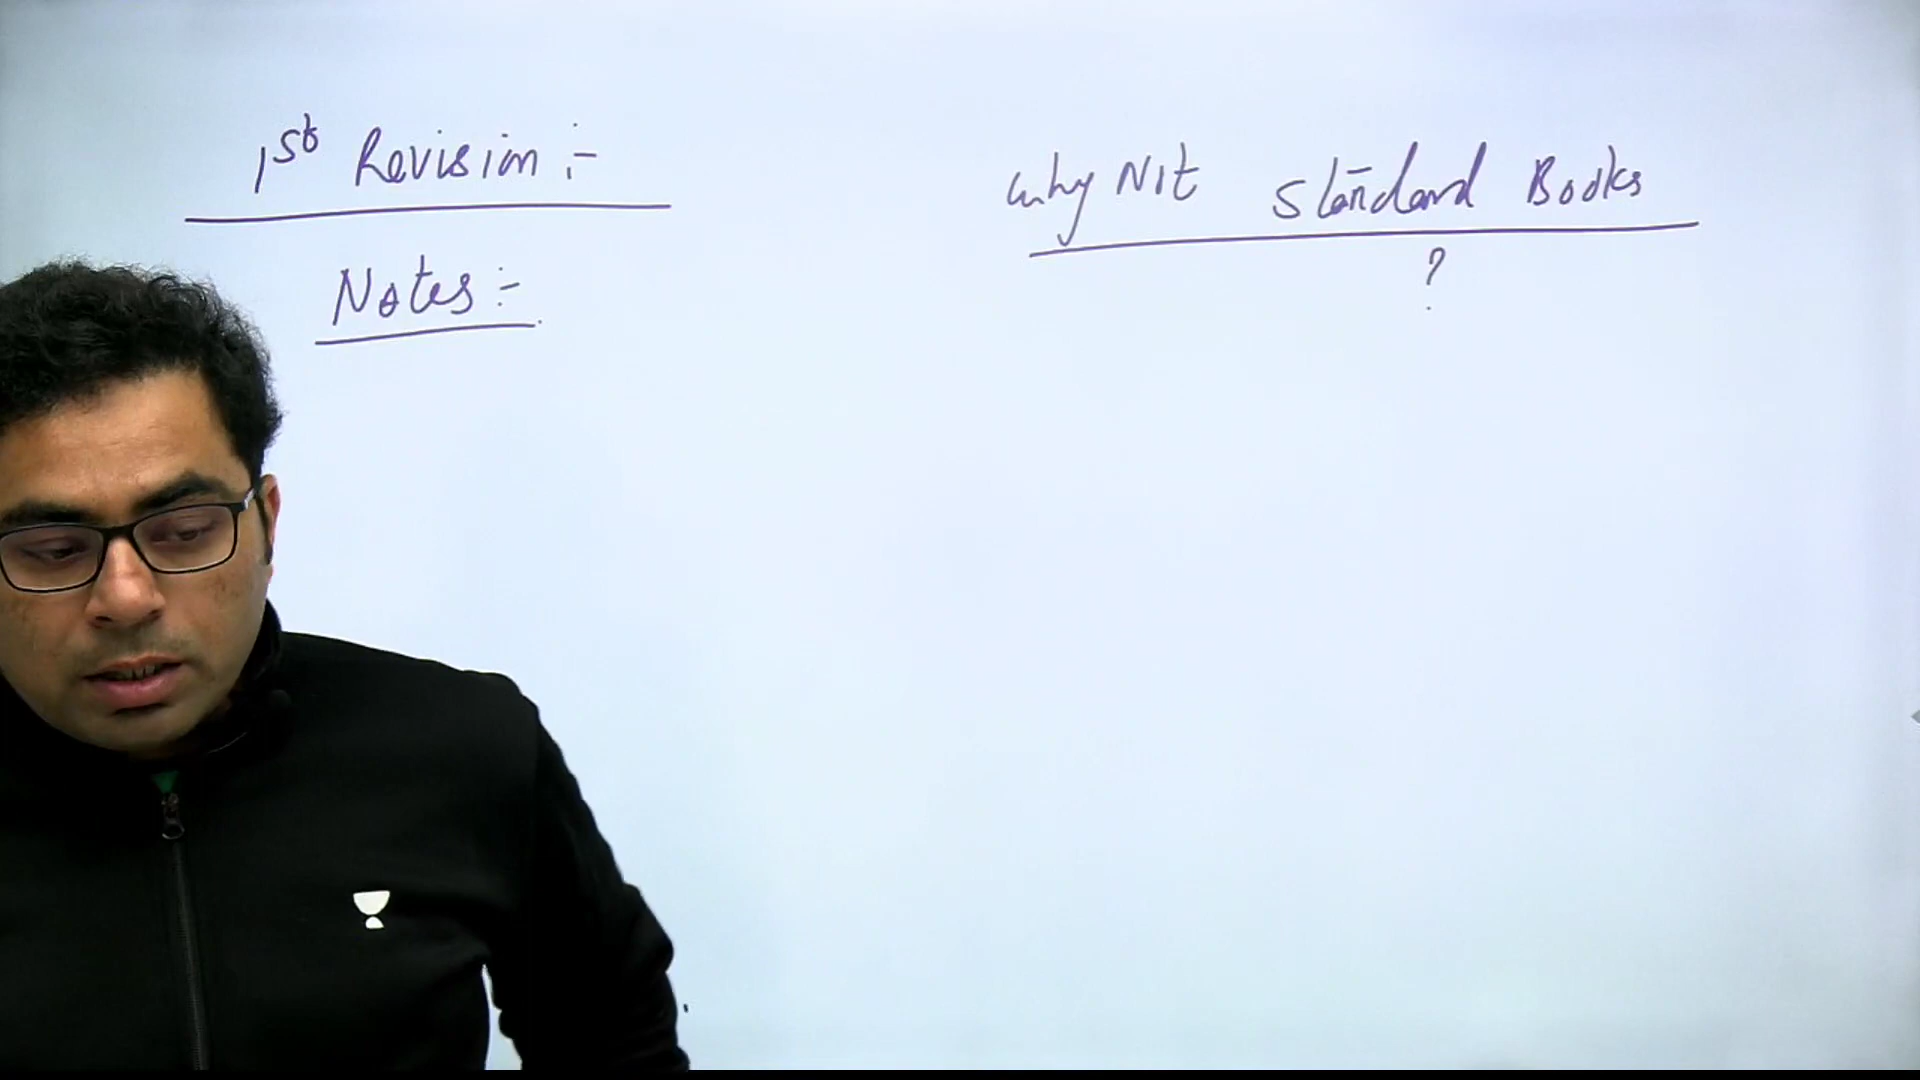 1st Revision :-
Notes :-
Why Not Standard Books
?